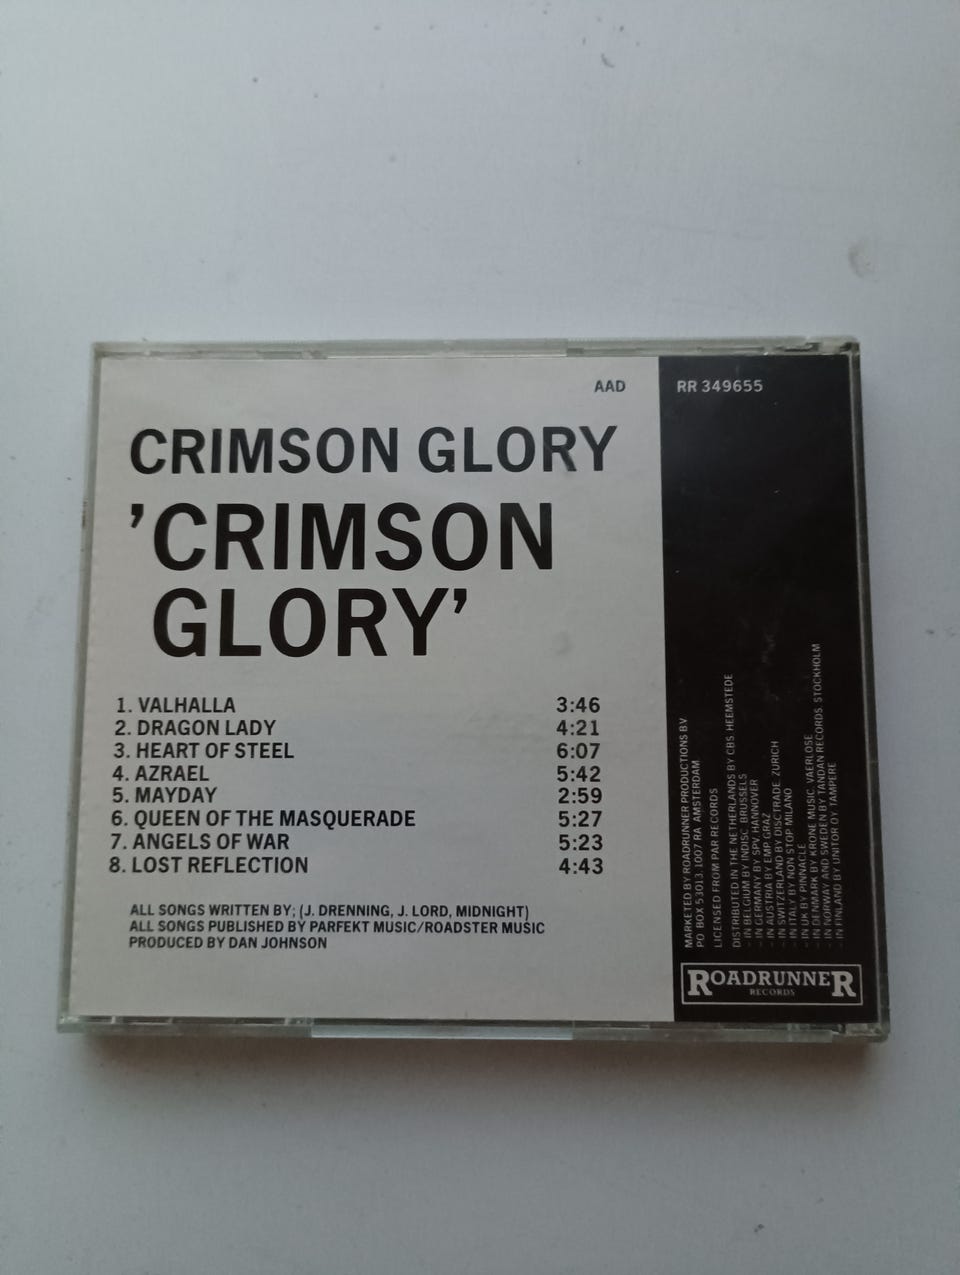 AAD
RR 349655
CRIMSON GLORY
'CRIMSON
GLORY'
1. VALHALLA 3:46
2. DRAGON LADY 4:21
3. HEART OF STEEL 6:07
4. AZRAEL 5:42
5. MAYDAY 2:59
6. QUEEN OF THE MASQUERADE 5:27
7. ANGELS OF WAR 5:23
8. LOST REFLECTION 4:43
ALL SONGS WRITTEN BY; (J. DRENNING, J. LORD, MIDNIGHT)
ALL SONGS PUBLISHED BY PARFEKT MUSIC/ROADSTER MUSIC
PRODUCED BY DAN JOHNSON
MARKETED BY ROADRUNNER PRODUCTIONS BV
PO BOX 53013, 1007 RA AMSTERDAM
LICENSED FROM PAR RECORDS
DISTRIBUTED IN THE NETHERLANDS BY CBS, HEEMSTEDE
- IN BELGIUM BY INDISC, BRUSSELS
- IN GERMANY BY SPV, HANNOVER
- IN AUSTRIA BY EMP, GRAZ
- IN SWITZERLAND BY DISCTRADE, ZURICH
- IN ITALY BY NON STOP, MILANO
- IN UK BY PINNACLE
- IN DENMARK BY KRONE MUSIC, VAERLOSE
- IN NORWAY AND SWEDEN BY TANDAN RECORDS, STOCKHOLM
- IN FINLAND BY UNITOR OY, TAMPERE
ROADRUNNER
RECORDS